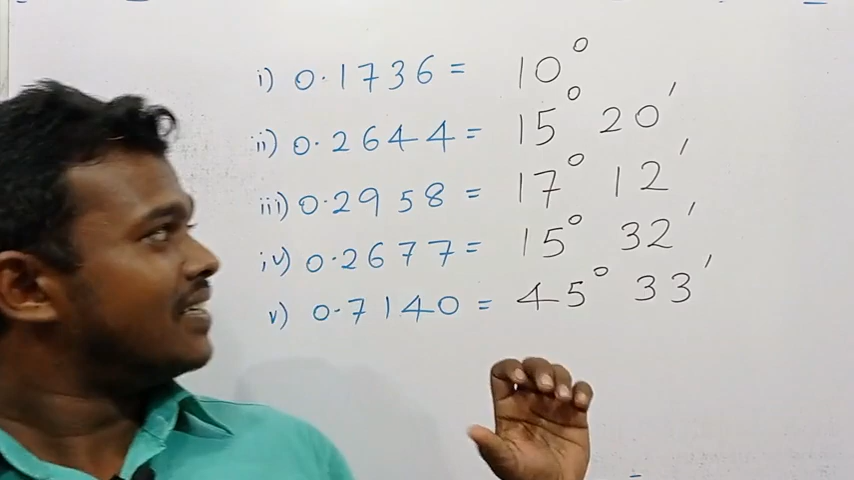 i) 0.1736 = 10°
ii) 0.2644 = 15° 20'
iii) 0.2958 = 17° 12'
iv) 0.2677 = 15° 32'
v) 0.7140 = 45° 33'